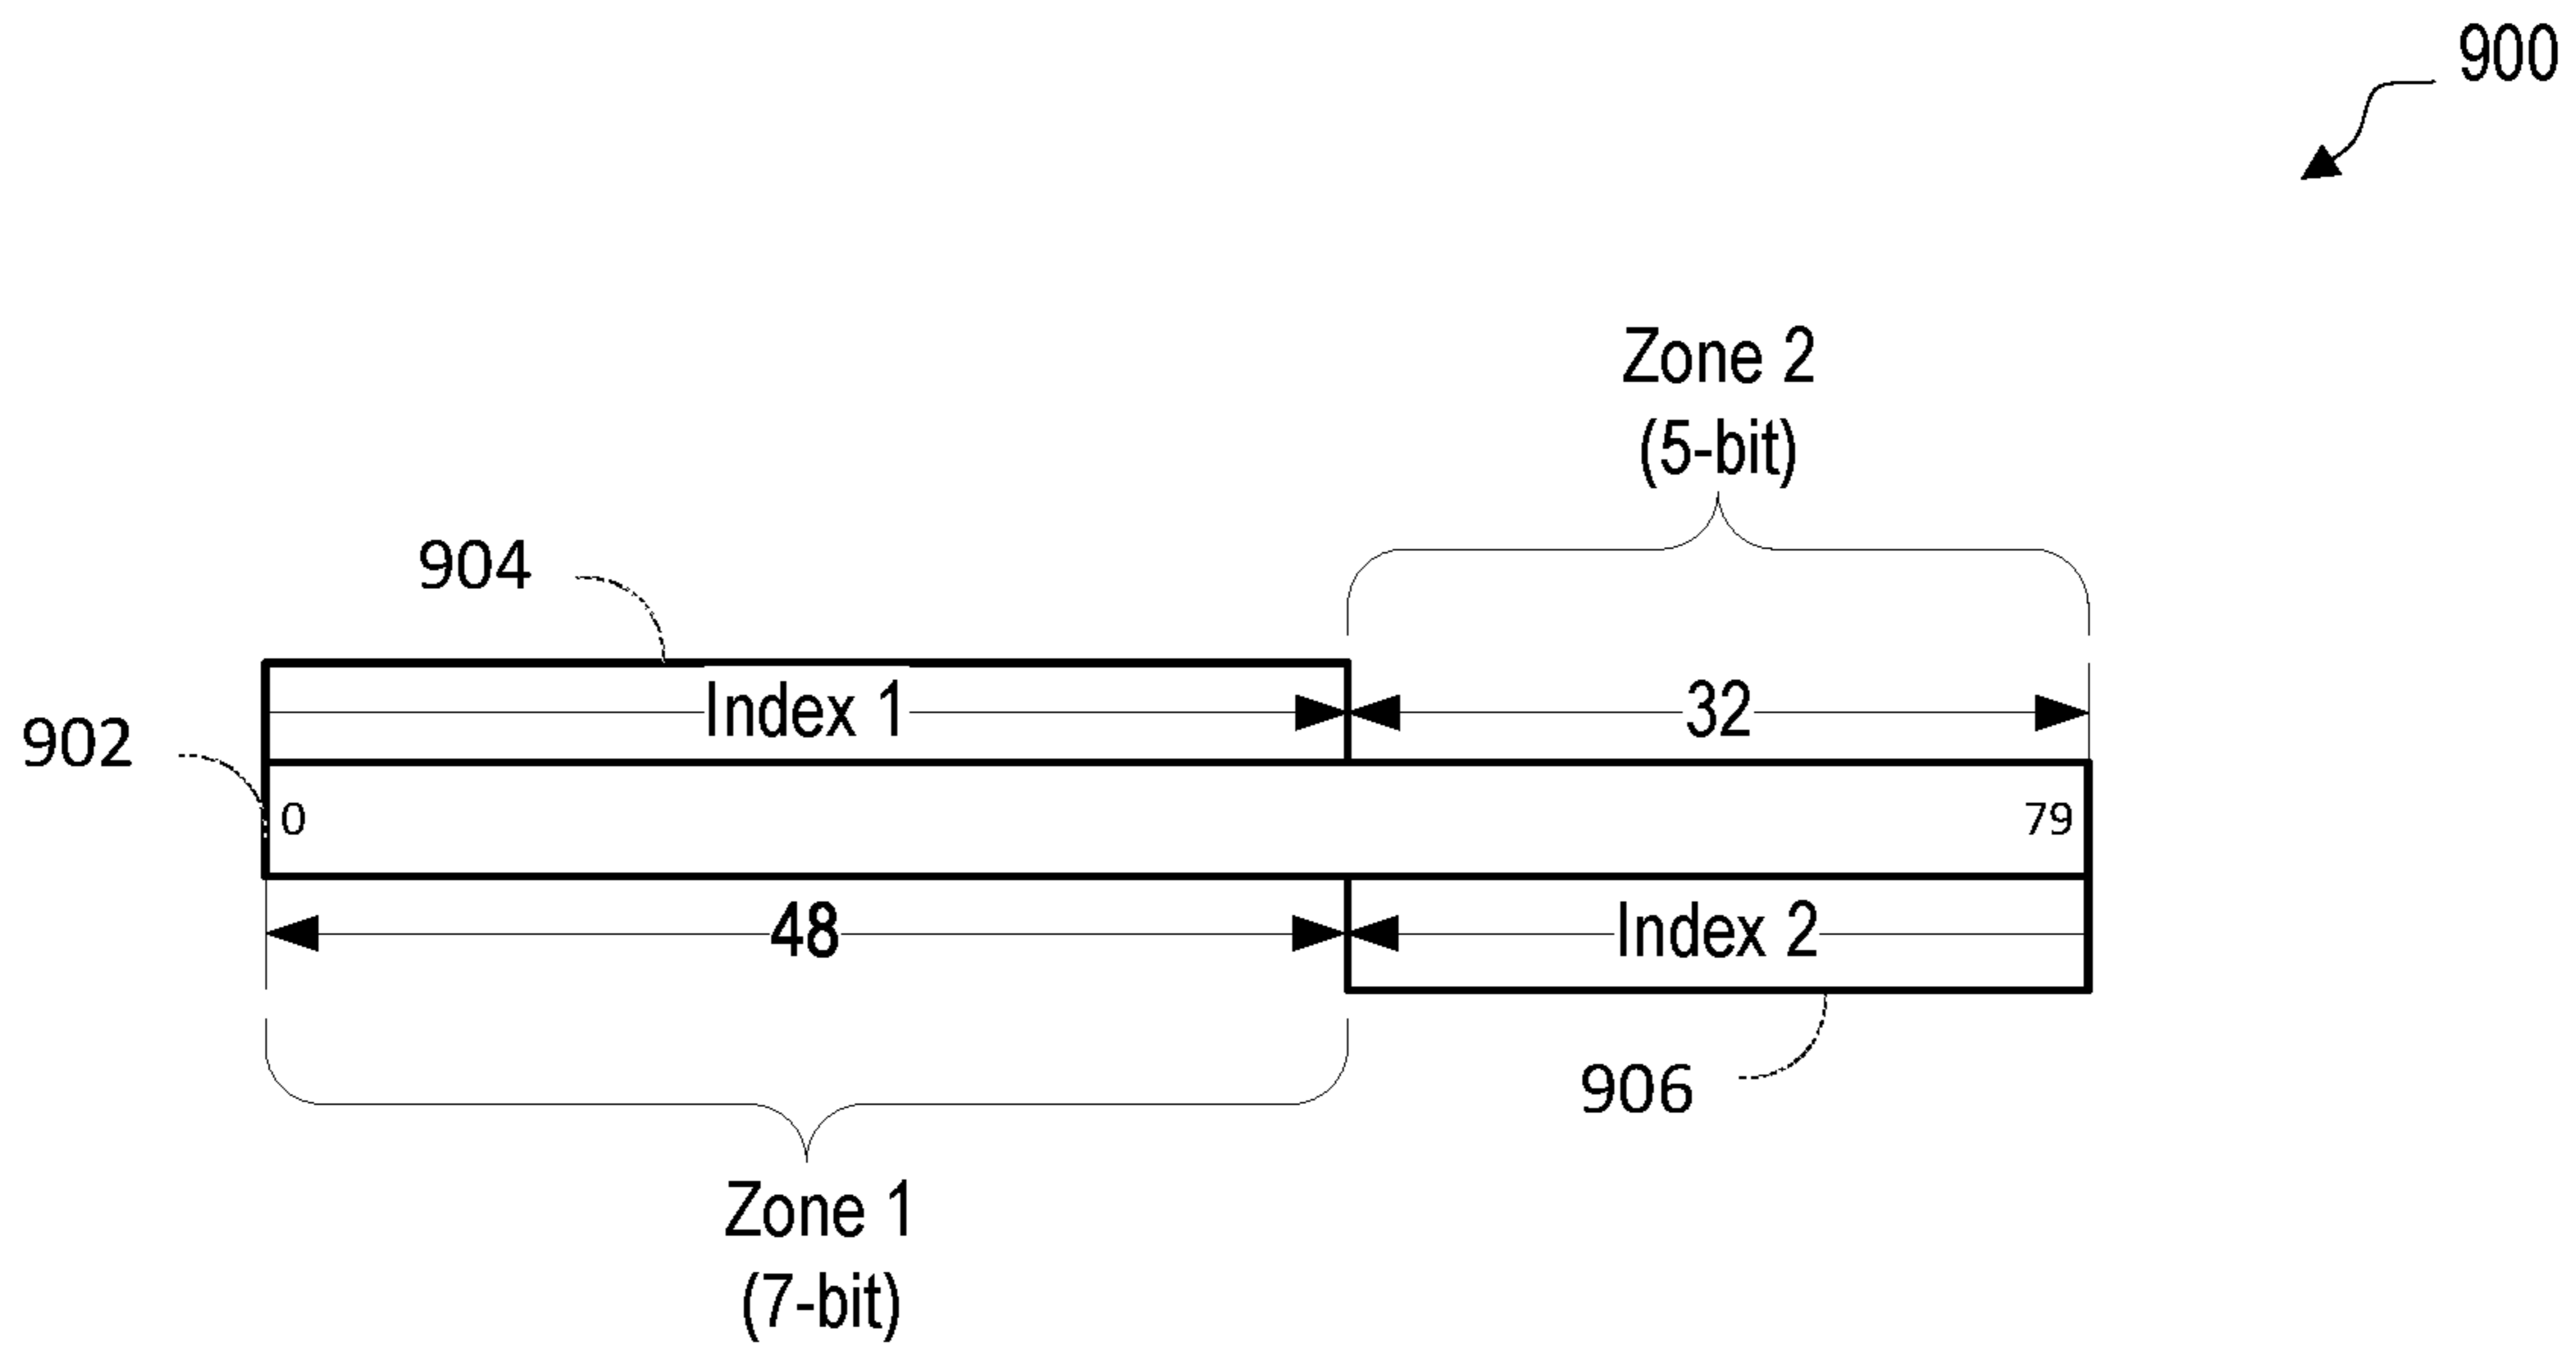 900
Zone 2
(5-bit)
904
Index 1
32
902
0
79
48
Index 2
906
Zone 1
(7-bit)